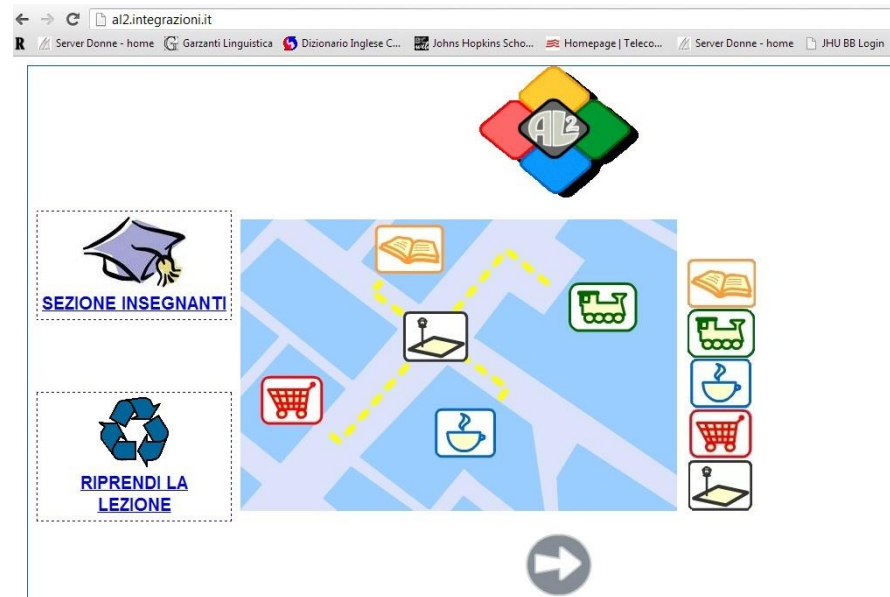 al2.integrazioni.it
R Server Donne - home Garzanti Linguistica Dizionario Inglese C... Johns Hopkins Scho... Homepage | Teleco... Server Donne - home JHU BB Login
AL2
SEZIONE INSEGNANTI
RIPRENDI LA
LEZIONE